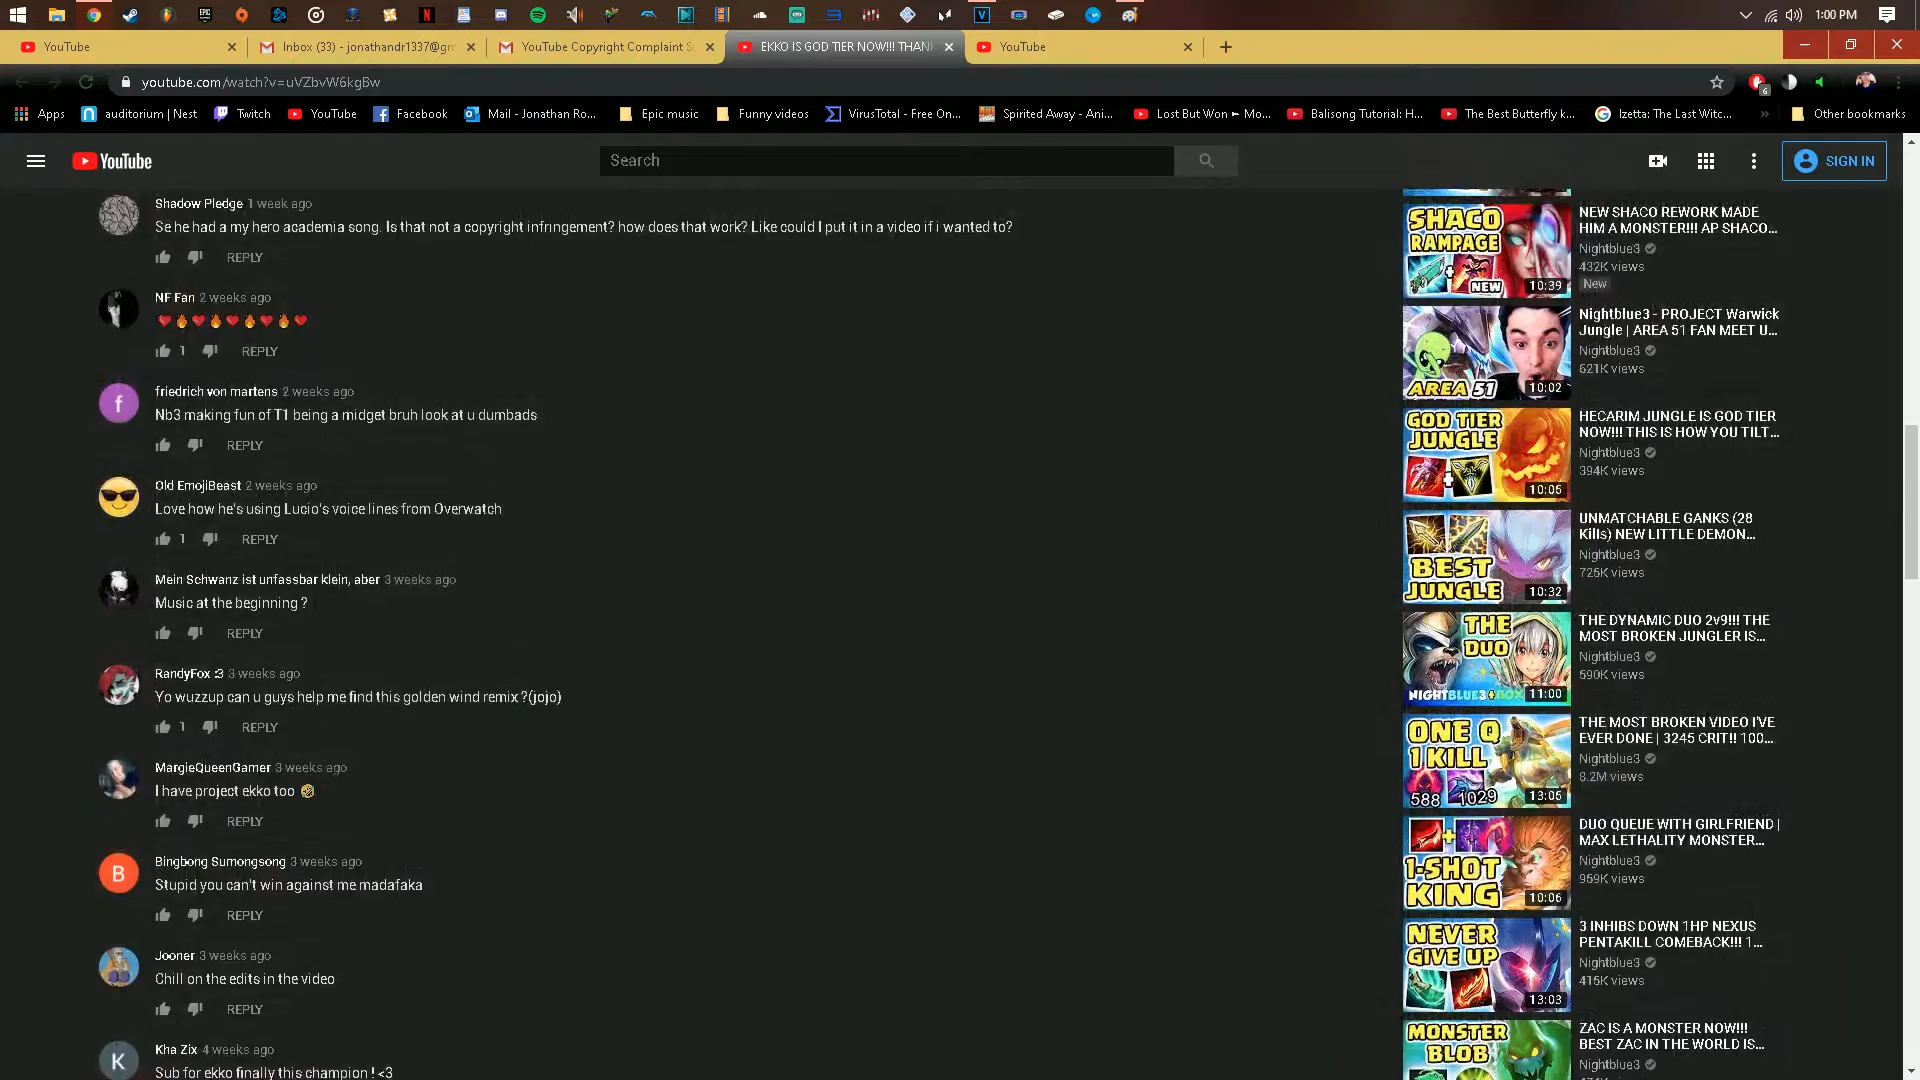 1:00 PM
YouTube
Inbox (33) - jonathandr1337@gm
YouTube Copyright Complaint S
EKKO IS GOD TIER NOW!!! THAN
YouTube
youtube.com/watch?v=uVZbvW6kgBw
6
Apps
auditorium | Nest
Twitch
YouTube
Facebook
Mail - Jonathan Ro...
Epic music
Funny videos
VirusTotal - Free On...
Spirited Away - Ani...
Lost But Won ► Mo...
Balisong Tutorial: H...
The Best Butterfly k...
Izetta: The Last Witc...
»
Other bookmarks
YouTube
Search
SIGN IN
Shadow Pledge 1 week ago
Se he had a my hero academia song. Is that not a copyright infringement? how does that work? Like could I put it in a video if i wanted to?
REPLY
NF Fan 2 weeks ago
❤🔥❤🔥❤🔥❤🔥❤
1 REPLY
friedrich von martens 2 weeks ago
Nb3 making fun of T1 being a midget bruh look at u dumbads
REPLY
Old EmojiBeast 2 weeks ago
Love how he's using Lucio's voice lines from Overwatch
1 REPLY
Mein Schwanz ist unfassbar klein, aber 3 weeks ago
Music at the beginning ?
REPLY
RandyFox :3 3 weeks ago
Yo wuzzup can u guys help me find this golden wind remix ?(jojo)
1 REPLY
MargieQueenGamer 3 weeks ago
I have project ekko too 🤣
REPLY
B
Bingbong Sumongsong 3 weeks ago
Stupid you can't win against me madafaka
REPLY
Jooner 3 weeks ago
Chill on the edits in the video
REPLY
K
Kha Zix 4 weeks ago
Sub for ekko finally this champion ! <3
SHACO
RAMPAGE
NEW
10:39
NEW SHACO REWORK MADE
HIM A MONSTER!!! AP SHACO...
Nightblue3
432K views
New
AREA 51
10:02
Nightblue3 - PROJECT Warwick
Jungle | AREA 51 FAN MEET U...
Nightblue3
621K views
GOD TIER
JUNGLE
10:05
HECARIM JUNGLE IS GOD TIER
NOW!!! THIS IS HOW YOU TILT...
Nightblue3
394K views
BEST
JUNGLE
10:32
UNMATCHABLE GANKS (28
Kills) NEW LITTLE DEMON...
Nightblue3
725K views
THE
DUO
NIGHTBLUE3+BOX
11:00
THE DYNAMIC DUO 2v9!!! THE
MOST BROKEN JUNGLER IS...
Nightblue3
590K views
ONE Q
1 KILL
588 1029
13:05
THE MOST BROKEN VIDEO I'VE
EVER DONE | 3245 CRIT!! 100...
Nightblue3
8.2M views
1-SHOT
KING
10:06
DUO QUEUE WITH GIRLFRIEND |
MAX LETHALITY MONSTER...
Nightblue3
959K views
NEVER
GIVE UP
13:03
3 INHIBS DOWN 1HP NEXUS
PENTAKILL COMEBACK!!! 1...
Nightblue3
415K views
MONSTER
BLOB
ZAC IS A MONSTER NOW!!!
BEST ZAC IN THE WORLD IS...
Nightblue3